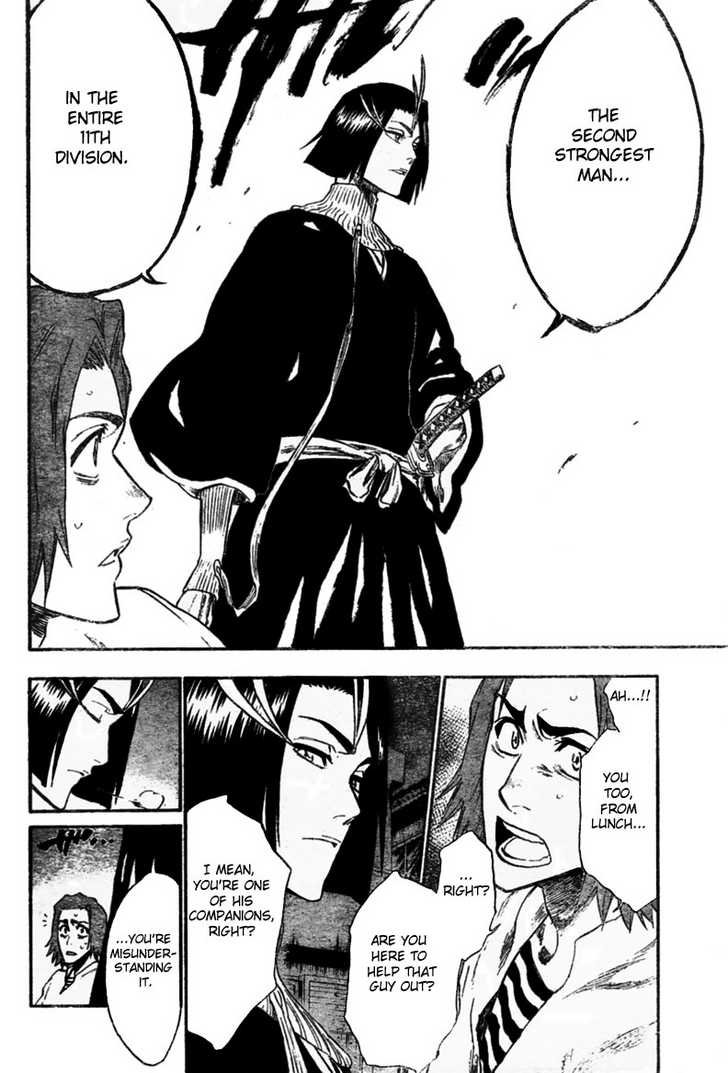 THE
SECOND
STRONGEST
MAN...
IN THE
ENTIRE
11TH
DIVISION.
AH...!!
YOU
TOO,
FROM
LUNCH...
...
RIGHT?
ARE YOU
HERE TO
HELP THAT
GUY OUT?
I MEAN,
YOU'RE ONE
OF HIS
COMPANIONS,
RIGHT?
...YOU'RE
MISUNDER-
STANDING
IT.